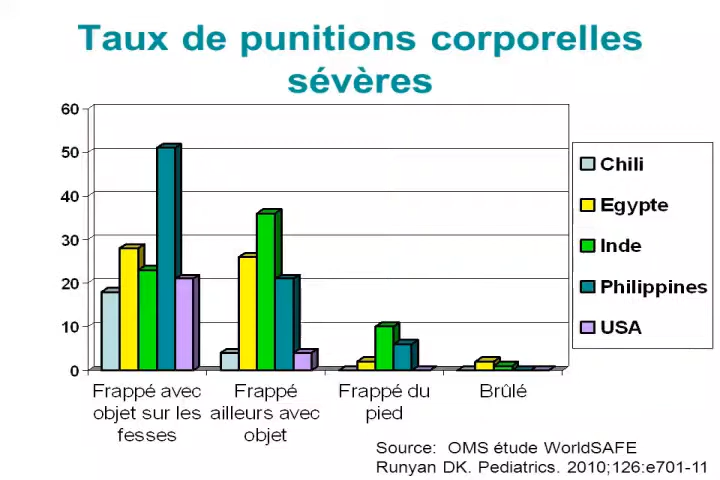 Taux de punitions corporelles
sévères
60
50
40
30
20
10
0
Chili
Egypte
Inde
Philippines
USA
Frappé avec
objet sur les
fesses
Frappé
ailleurs avec
objet
Frappé du
pied
Brûlé
Source: OMS étude WorldSAFE
Runyan DK. Pediatrics. 2010;126:e701-11